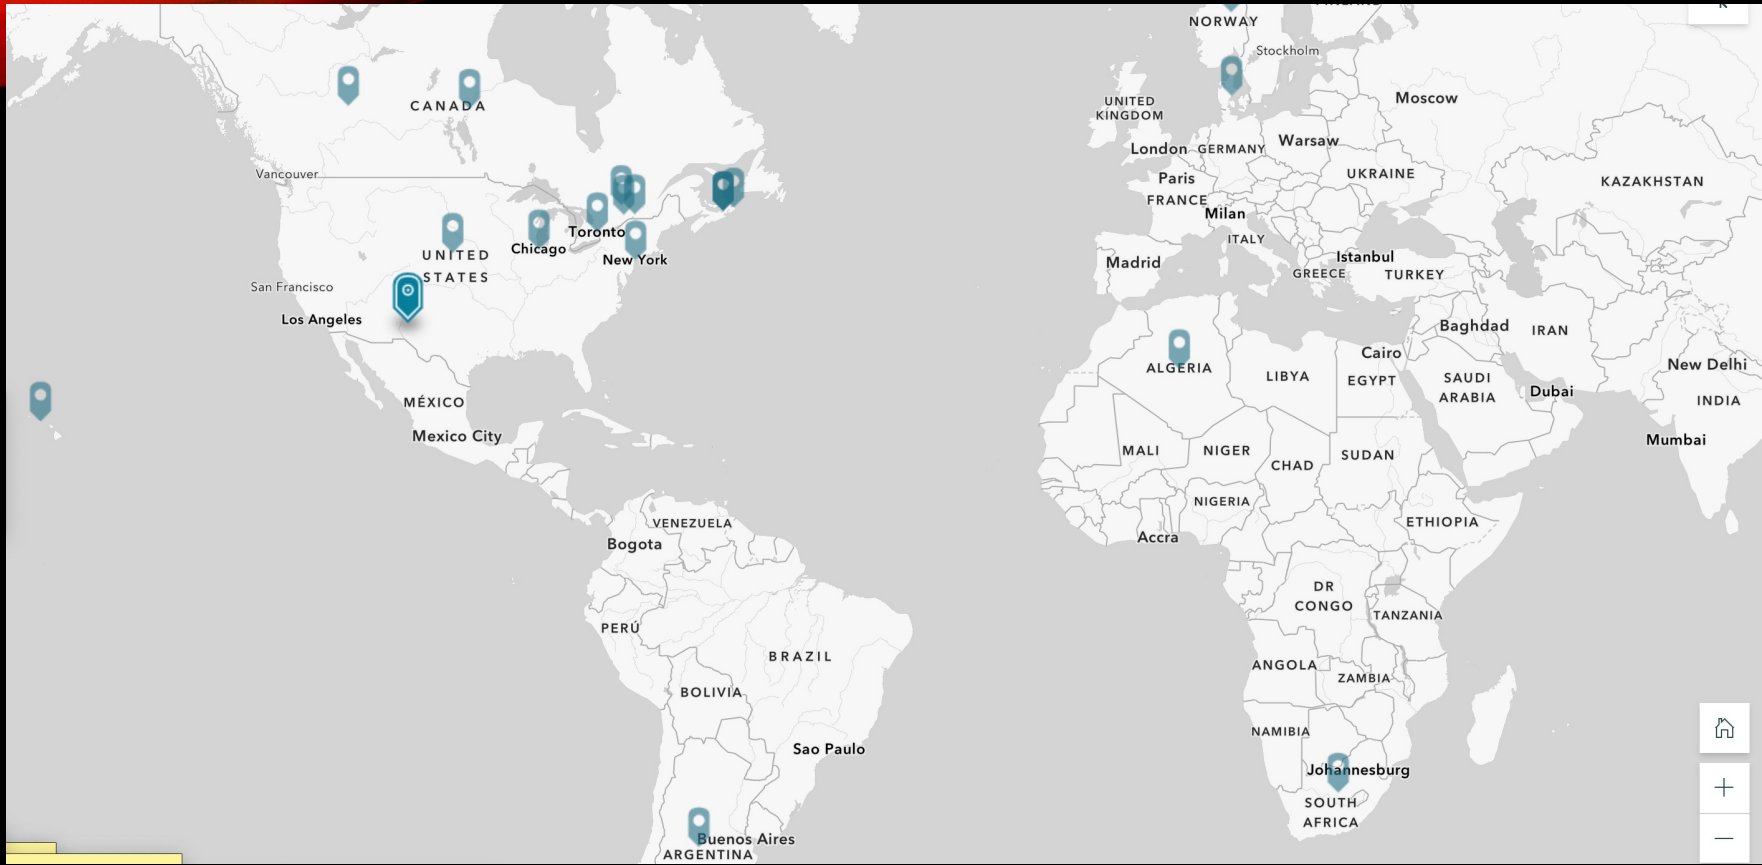 NORWAY
Stockholm
CANADA
UNITED
KINGDOM
Moscow
London
GERMANY
Warsaw
Vancouver
Paris
UKRAINE
KAZAKHSTAN
FRANCE
Milan
Toronto
Chicago
UNITED
STATES
New York
ITALY
Madrid
Istanbul
GREECE
TURKEY
San Francisco
Los Angeles
Baghdad
IRAN
Cairo
New Delhi
ALGERIA
LIBYA
EGYPT
SAUDI
ARABIA
Dubai
INDIA
MÉXICO
Mexico City
Mumbai
MALI
NIGER
CHAD
SUDAN
NIGERIA
VENEZUELA
ETHIOPIA
Bogota
Accra
DR
CONGO
TANZANIA
PERÚ
BRAZIL
ANGOLA
ZAMBIA
BOLIVIA
NAMIBIA
Sao Paulo
Johannesburg
SOUTH
AFRICA
Buenos Aires
ARGENTINA